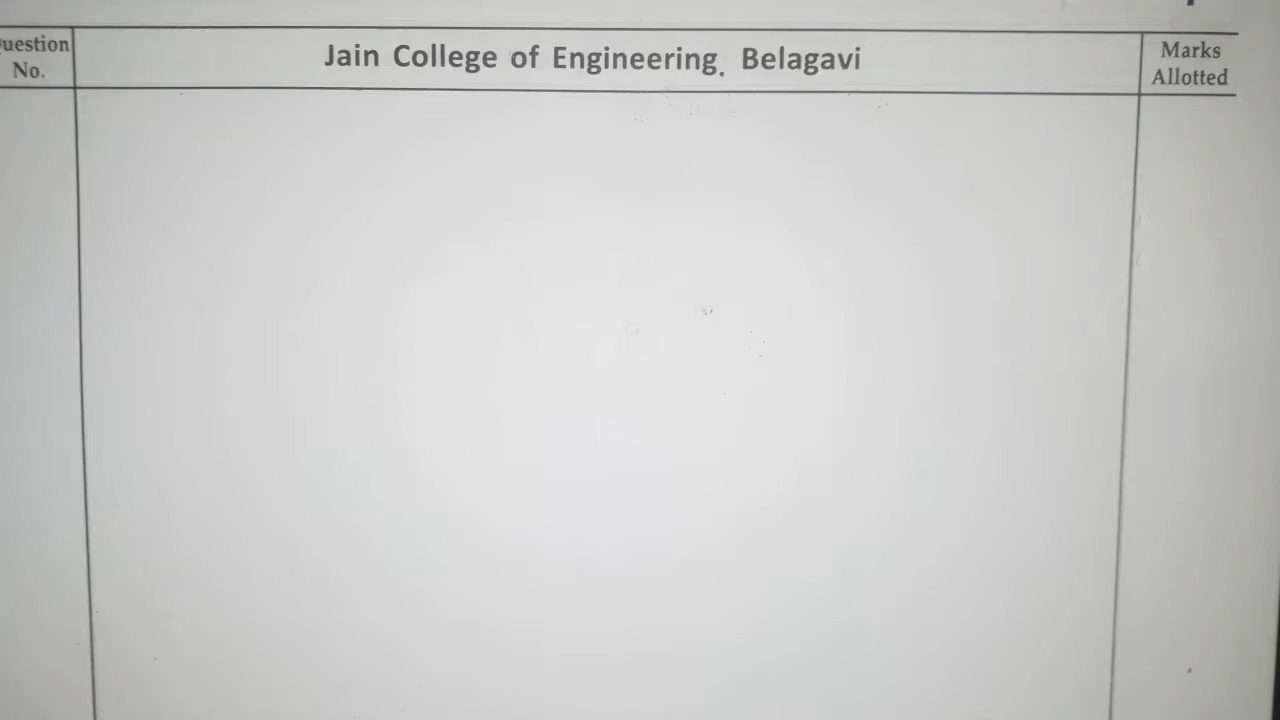 uestion
No.
Jain College of Engineering, Belagavi
Marks
Allotted